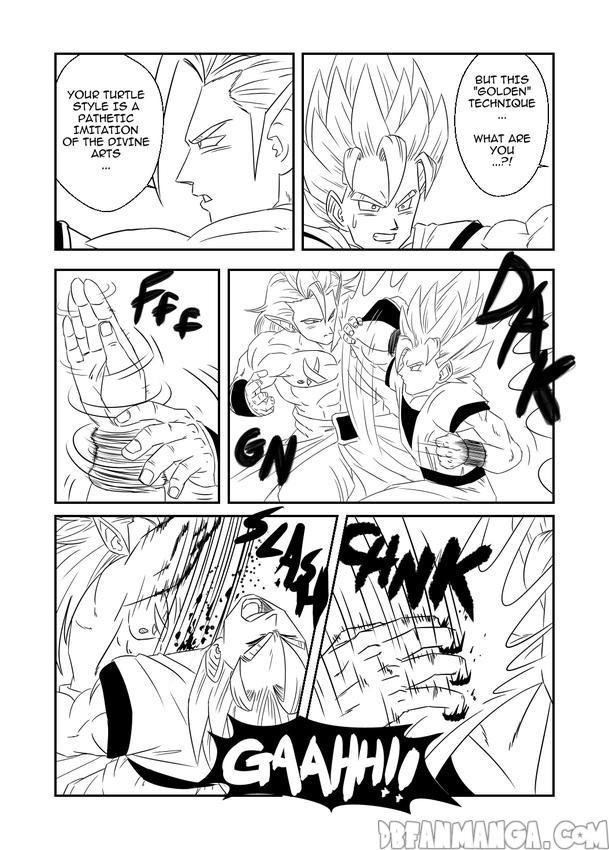 YOUR TURTLE
STYLE IS A
PATHETIC
IMITATION
OF THE DIVINE
ARTS
...
BUT THIS
"GOLDEN"
TECHNIQUE
...
WHAT ARE
YOU
...?!
FFF
DAK
GN
SLASH
CHNK
GAAHH!!
DBFANMANGA.COM